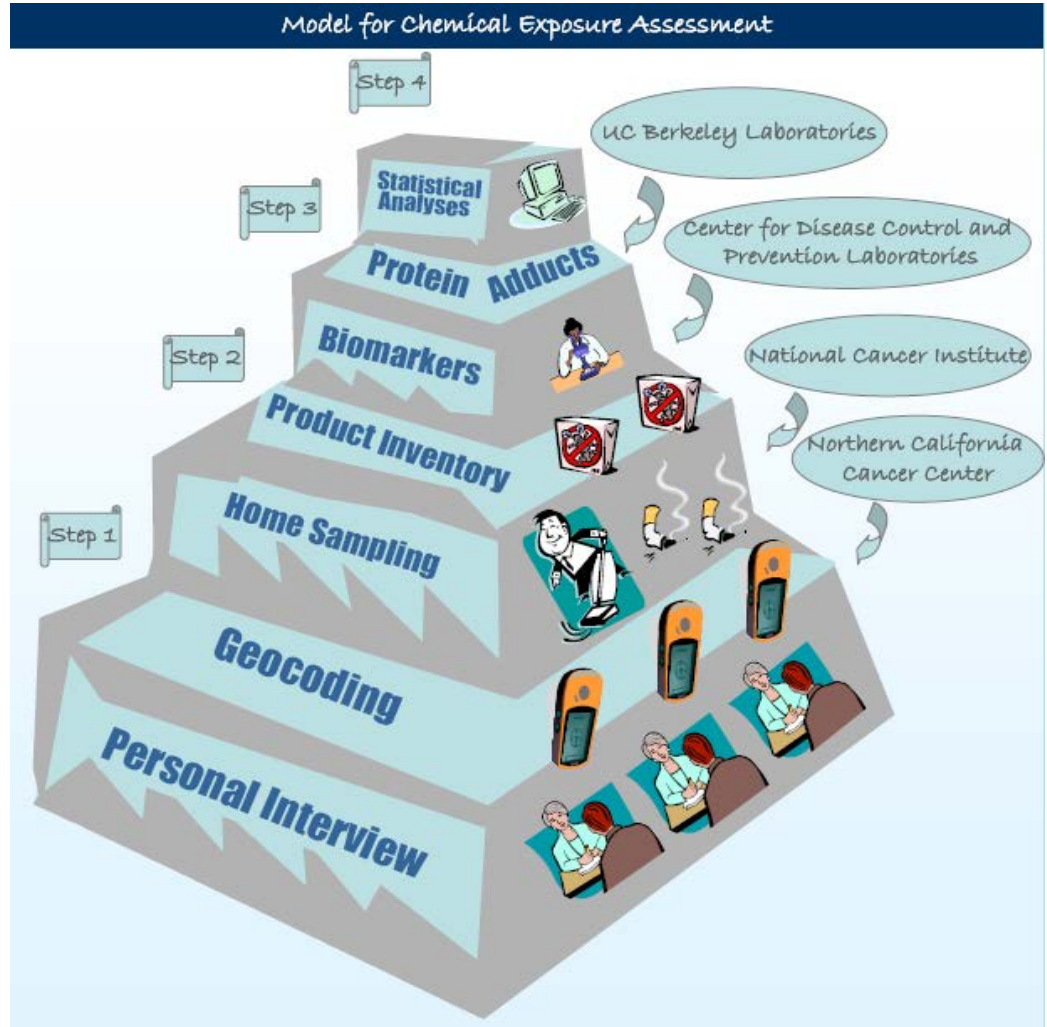 Model for Chemical Exposure Assessment
Step 4
UC Berkeley Laboratories
Statistical
Analyses
Step 3
Center for Disease Control and
Prevention Laboratories
Protein Adducts
Biomarkers
Step 2
National Cancer Institute
Product Inventory
Northern California
Cancer Center
Home Sampling
Step 1
Geocoding
Personal Interview